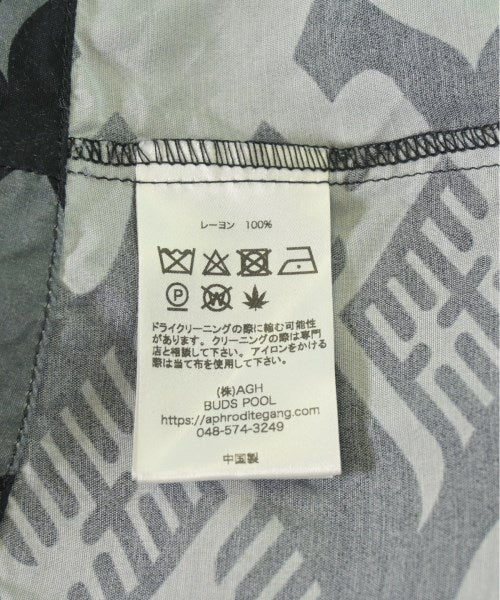 レーヨン 100%
P W
ドライクリーニングの際に縮む可能性
があります。クリーニングの際は専門
店と相談して下さい。アイロンをかける
際は当て布を使用して下さい。
(株)AGH
BUDS POOL
https://aphroditegang.com/
048-574-3249
中国製